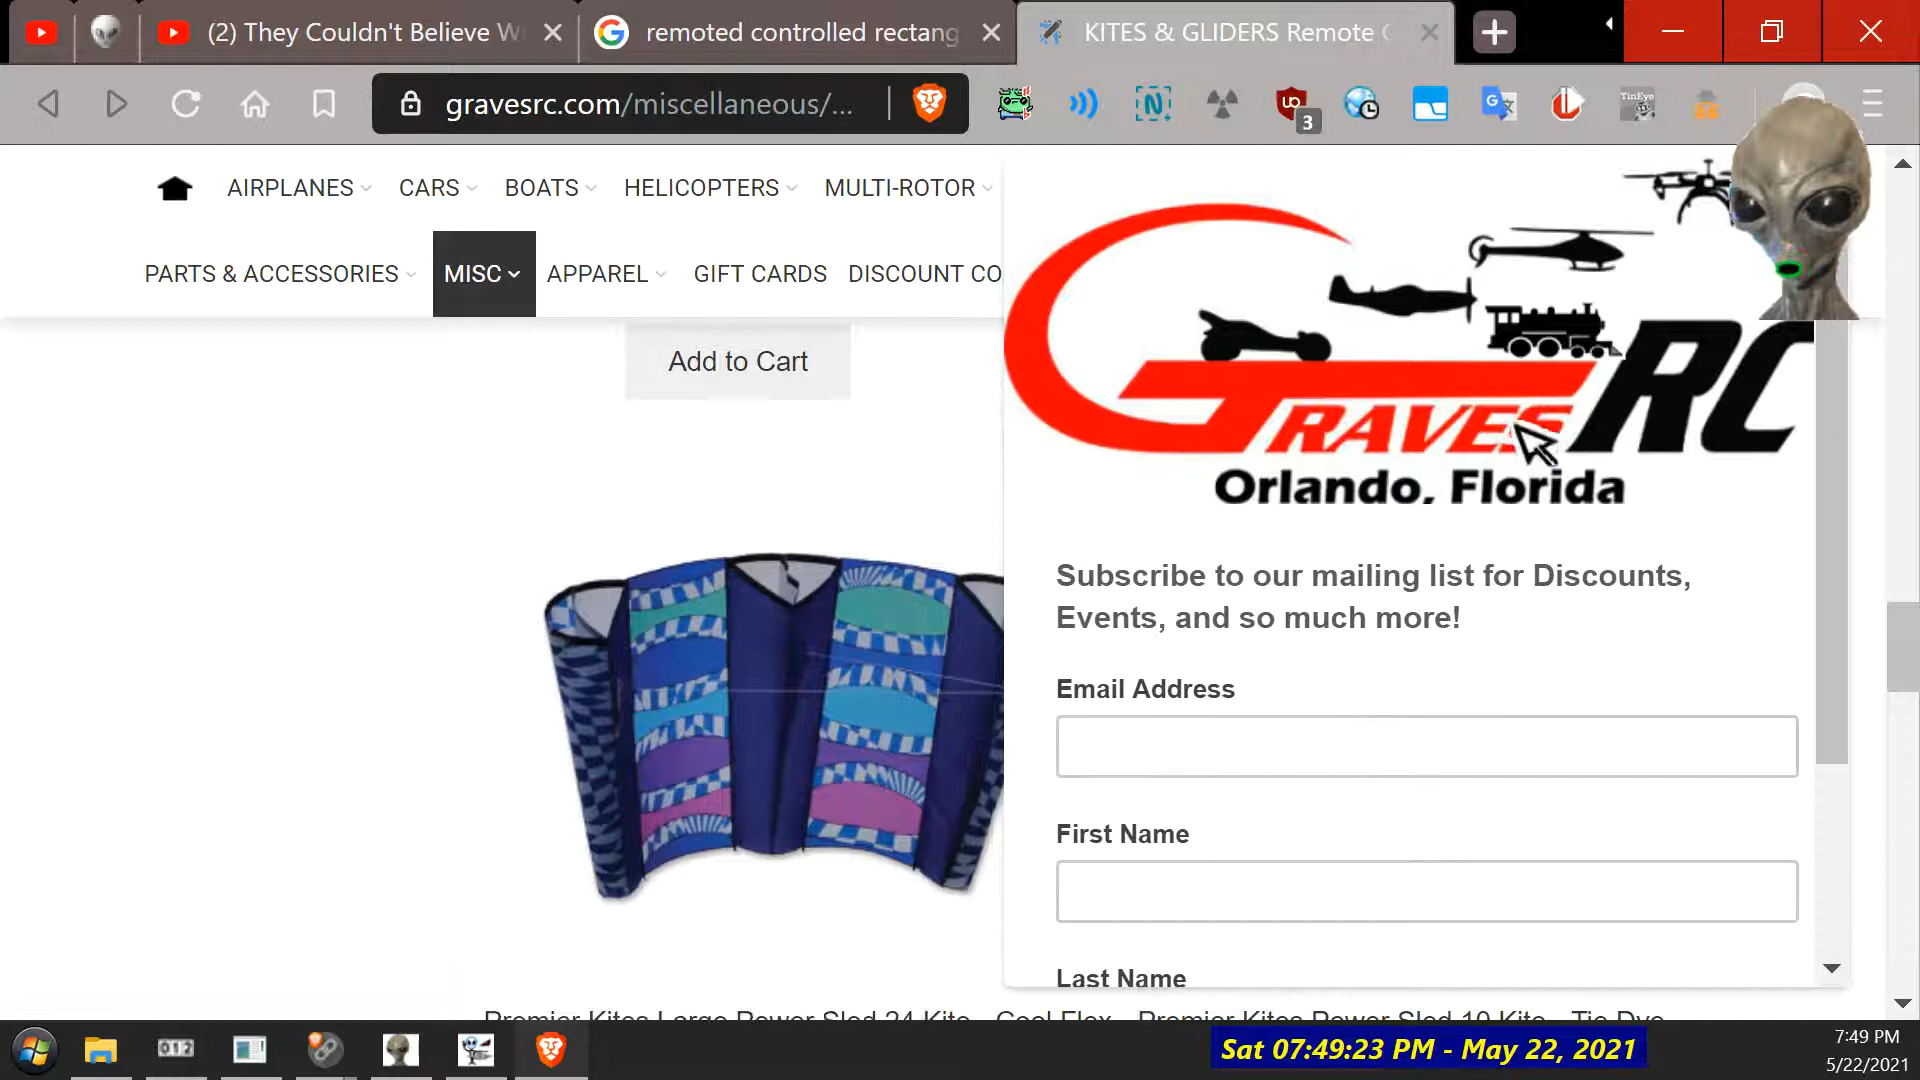 (2) They Couldn't Believe W
remoted controlled rectang
KITES & GLIDERS Remote
gravesrc.com/miscellaneous/...
3
TinEye
AIRPLANES
CARS
BOATS
HELICOPTERS
MULTI-ROTOR
PARTS & ACCESSORIES
MISC
APPAREL
GIFT CARDS
DISCOUNT CO
Add to Cart
GRAVES RC
Orlando, Florida
Subscribe to our mailing list for Discounts,
Events, and so much more!
Email Address
First Name
Last Name
Premier Kites Large Power Sled 24 Kite - Cool Flex
Premier Kites Power Sled 10 Kite - Tie Dye
012
Sat 07:49:23 PM - May 22, 2021
7:49 PM
5/22/2021